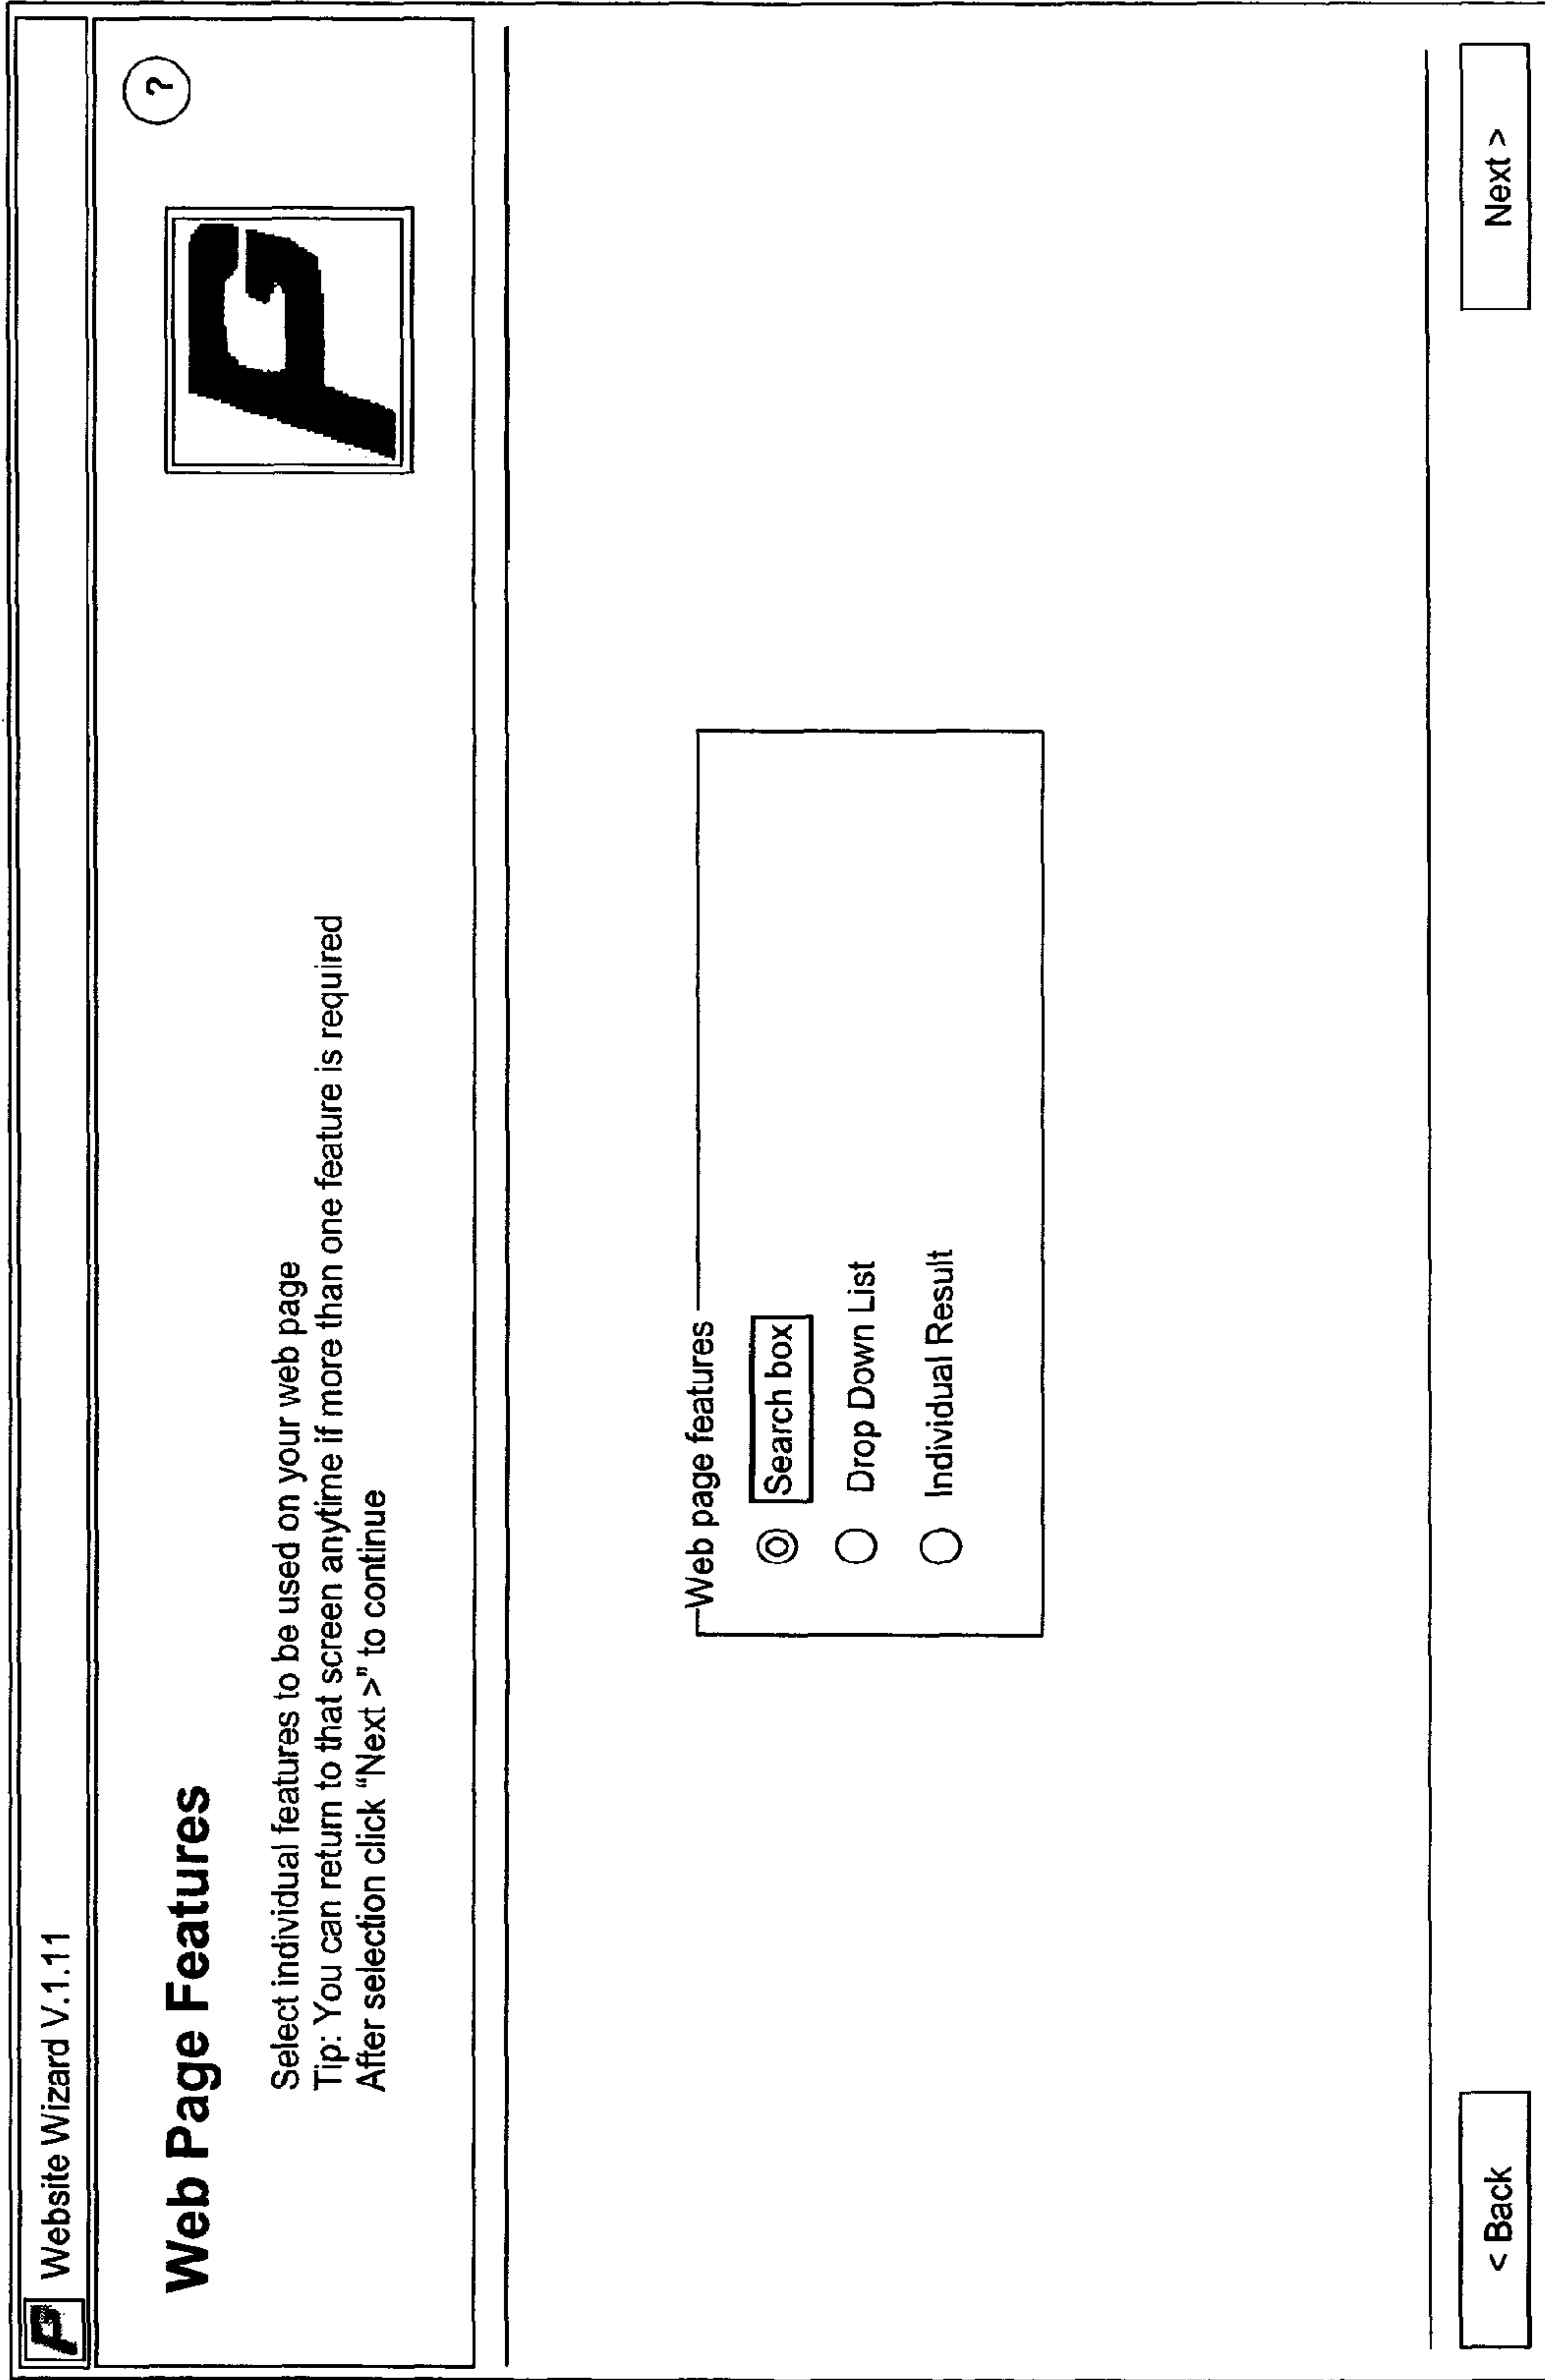 Website Wizard V.1.11
?
Web Page Features
Select individual features to be used on your web page
Tip: You can return to that screen anytime if more than one feature is required
After selection click “Next >” to continue
Web page features
Search box
Drop Down List
Individual Result
< Back
Next >